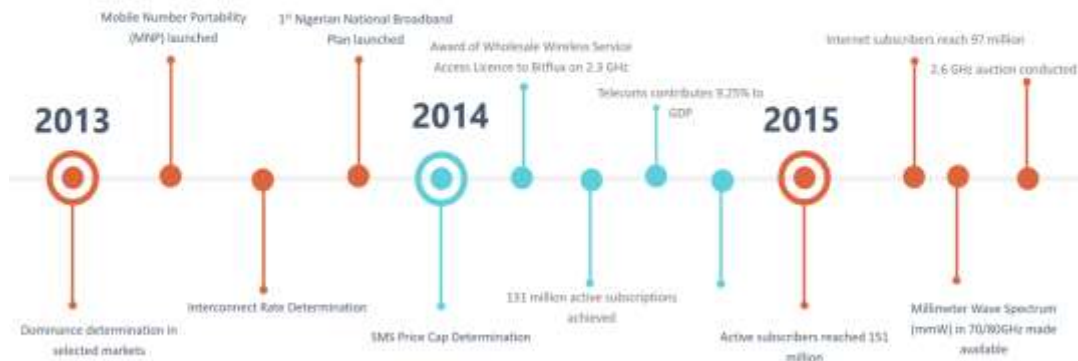 Mobile Number Portability
(MNP) launched
1st Nigerian National Broadband
Plan launched
Award of Wholesale Wireless Service
Access Licence to Bitflux on 2.3 GHz
Telecoms contributes 9.25% to
GDP
Internet subscribers reach 97 million
2.6 GHz auction conducted
2013
2014
2015
Dominance determination in
selected markets
Interconnect Rate Determination
SMS Price Cap Determination
131 million active subscriptions
achieved
Active subscribers reached 151
million
Millimeter Wave Spectrum
(mmW) in 70/80GHz made
available